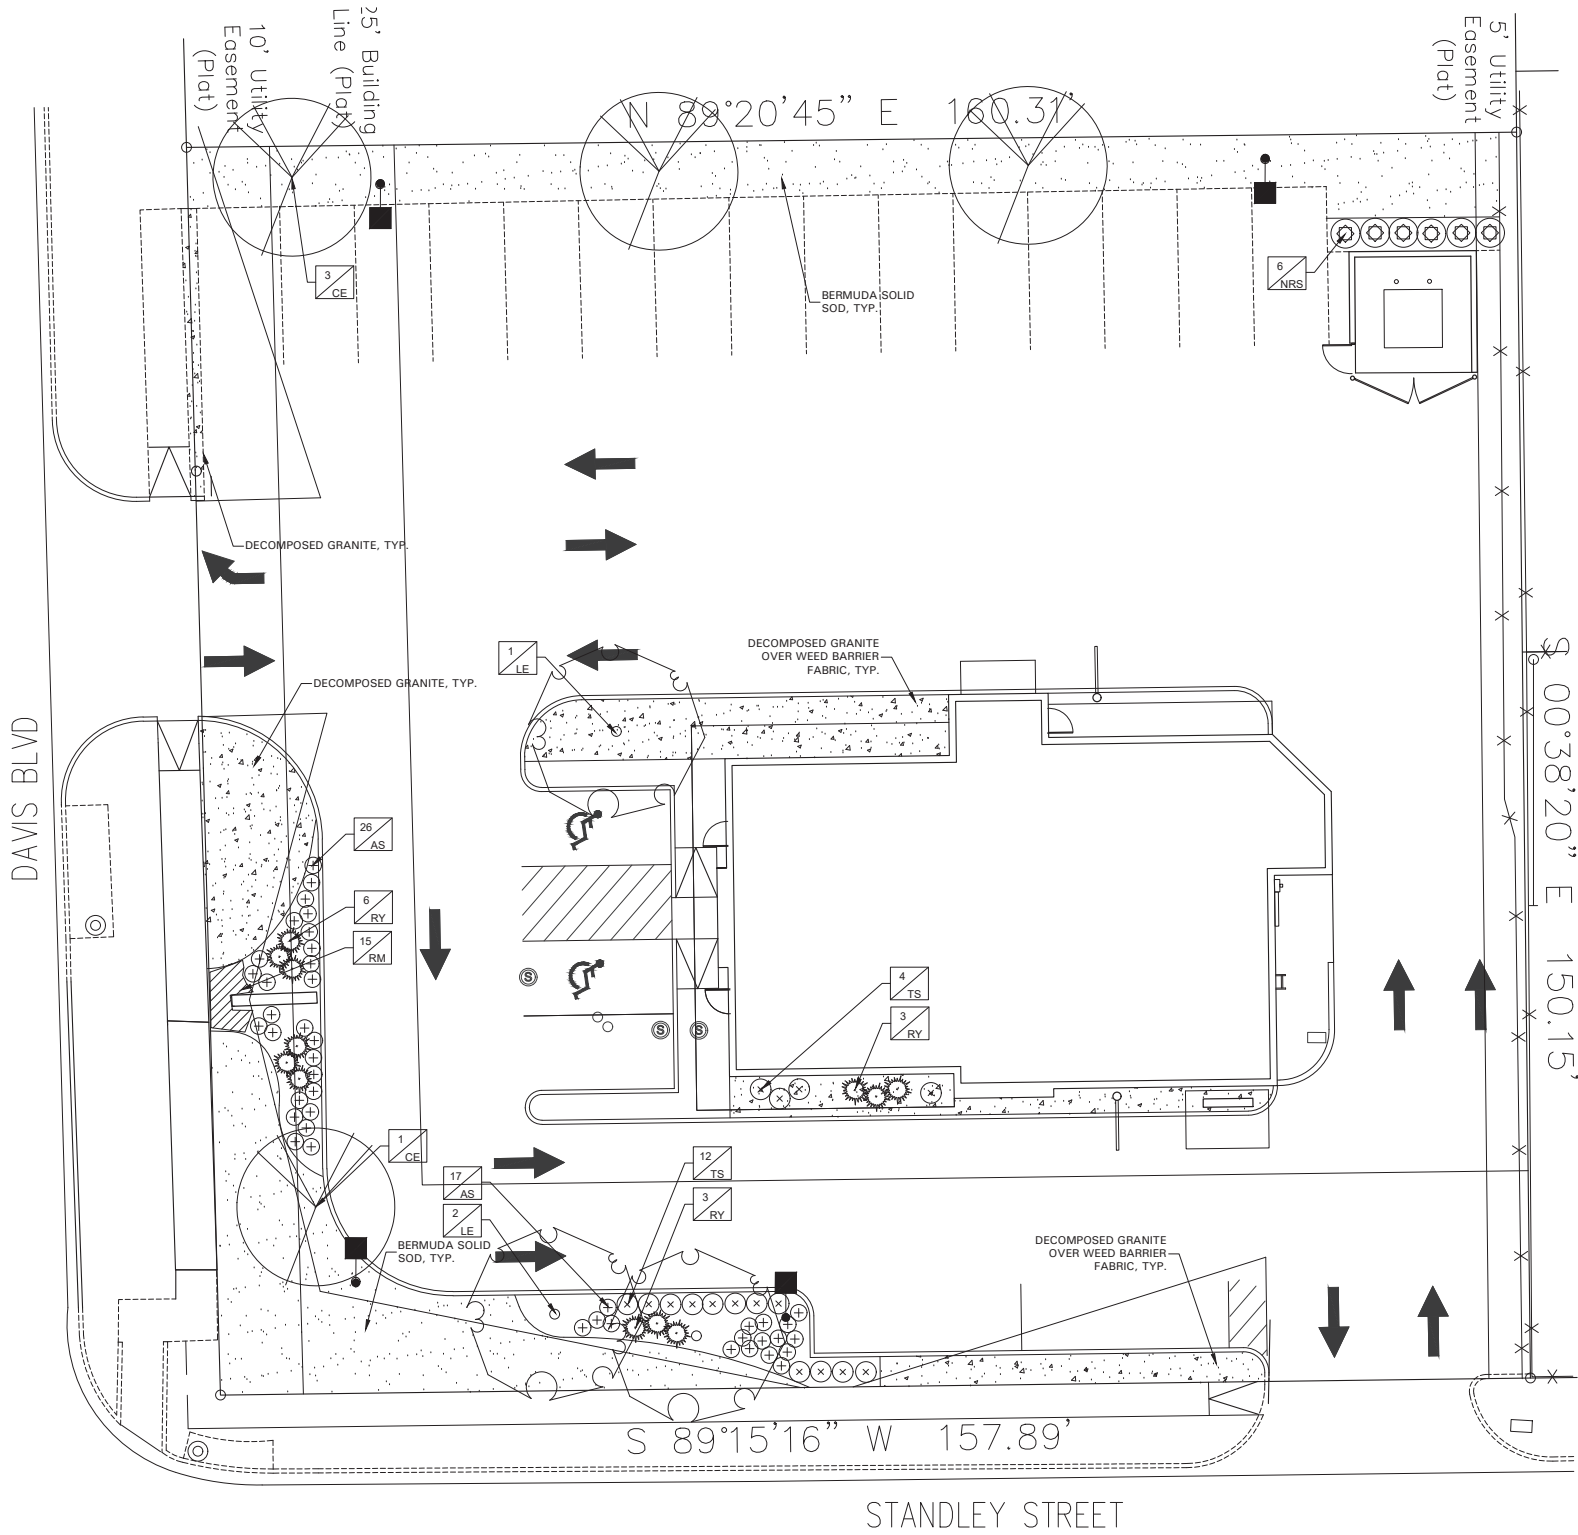 10' Utility
Easement
(Plat)
25' Building
Line (Plat)
N 89°20'45" E 160.31'
5' Utility
Easement
(Plat)
3
CE
BERMUDA SOLID
SOD, TYP.
6
NRS
DECOMPOSED GRANITE, TYP.
1
LE
DECOMPOSED GRANITE
OVER WEED BARRIER
FABRIC, TYP.
DECOMPOSED GRANITE, TYP.
S 00°38'20" E 150.15'
DAVIS BLVD
26
AS
6
RY
15
RM
4
TS
3
RY
S
S
S
1
CE
17
AS
2
LE
12
TS
3
RY
BERMUDA SOLID
SOD, TYP.
DECOMPOSED GRANITE
OVER WEED BARRIER
FABRIC, TYP.
S 89°15'16" W 157.89'
STANDLEY STREET